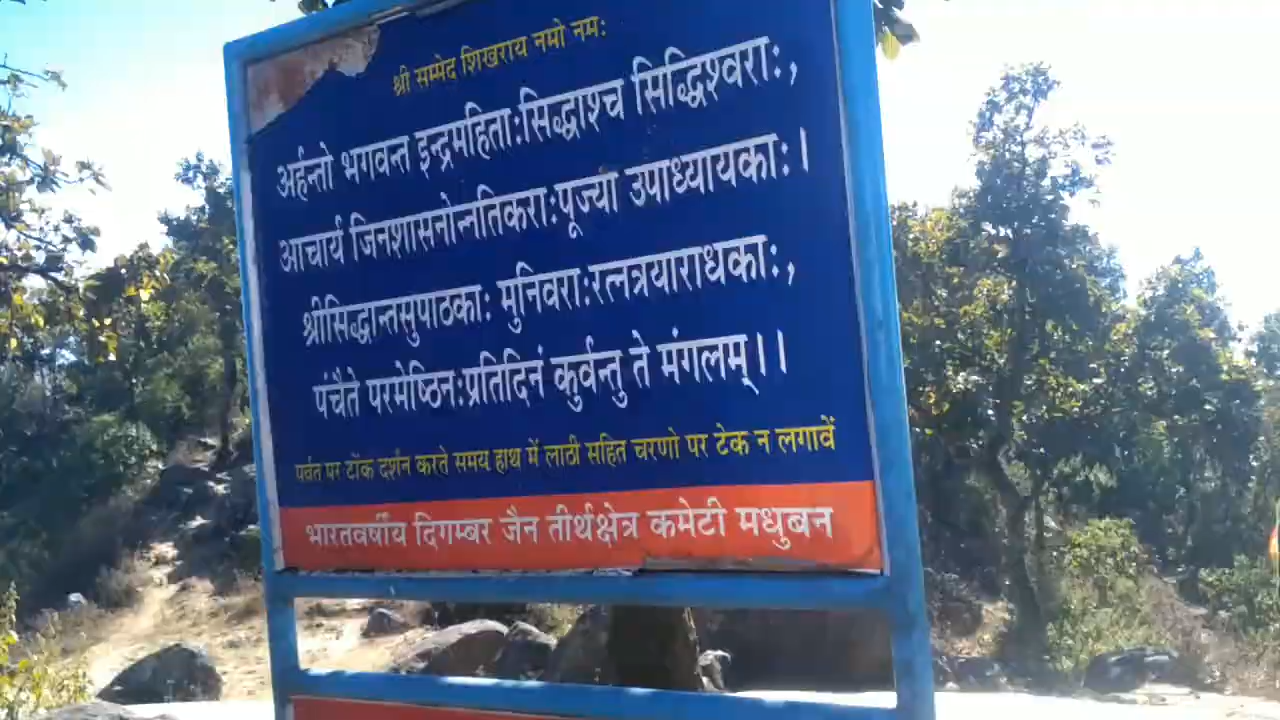 श्री सम्मेद शिखराय नमो नमः
अर्हन्तो भगवन्त इन्द्रमहिताःसिद्धाश्च सिद्धिश्वराः,
आचार्य जिनशासनोन्नतिकराःपूज्या उपाध्यायकाः।
श्रीसिद्धान्तसुपाठकाः मुनिवराःरत्नत्रयाराधकाः,
पंचैते परमेष्ठिनःप्रतिदिनं कुर्वन्तु ते मंगलम्।।
पर्वत पर टोंक दर्शन करते समय हाथ में लाठी सहित चरणो पर टेक न लगावें
भारतवर्षीय दिगम्बर जैन तीर्थक्षेत्र कमेटी मधुबन